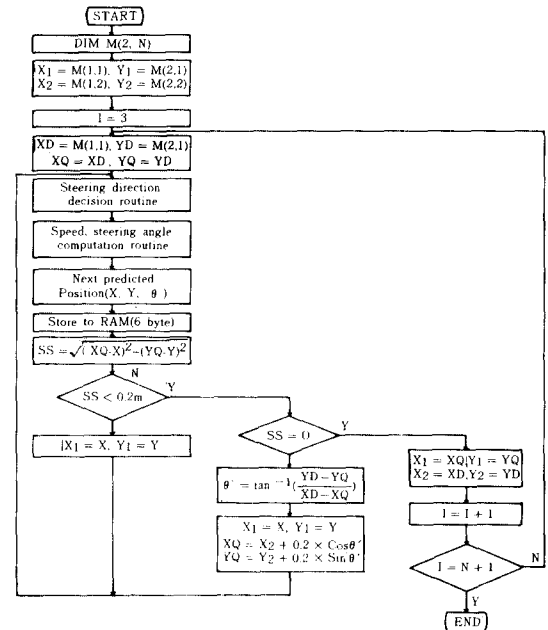 START
DIM M(2, N)
X1 = M(1,1), Y1 = M(2,1)
X2 = M(1,2), Y2 = M(2,2)
I = 3
XD = M(1,1), YD = M(2,1)
XQ = XD, YQ = YD
Steering direction
decision routine
Speed, steering angle
computation routine
Next predicted
Position(X, Y, θ )
Store to RAM(6 byte)
SS = √( XQ-X)²-(YQ-Y)²
N
SS < 0.2m
Y
X1 = X, Y1 = Y
SS = 0
Y
θ' = tan⁻¹(YD-YQ/XD-XQ)
X1 = X, Y1 = Y
XQ = X2 + 0.2 × Cosθ'
YQ = Y2 + 0.2 × Sinθ'
X1 = XQ,Y1 = YQ
X2 = XD,Y2 = YD
I = I + 1
N
I = N + 1
Y
END